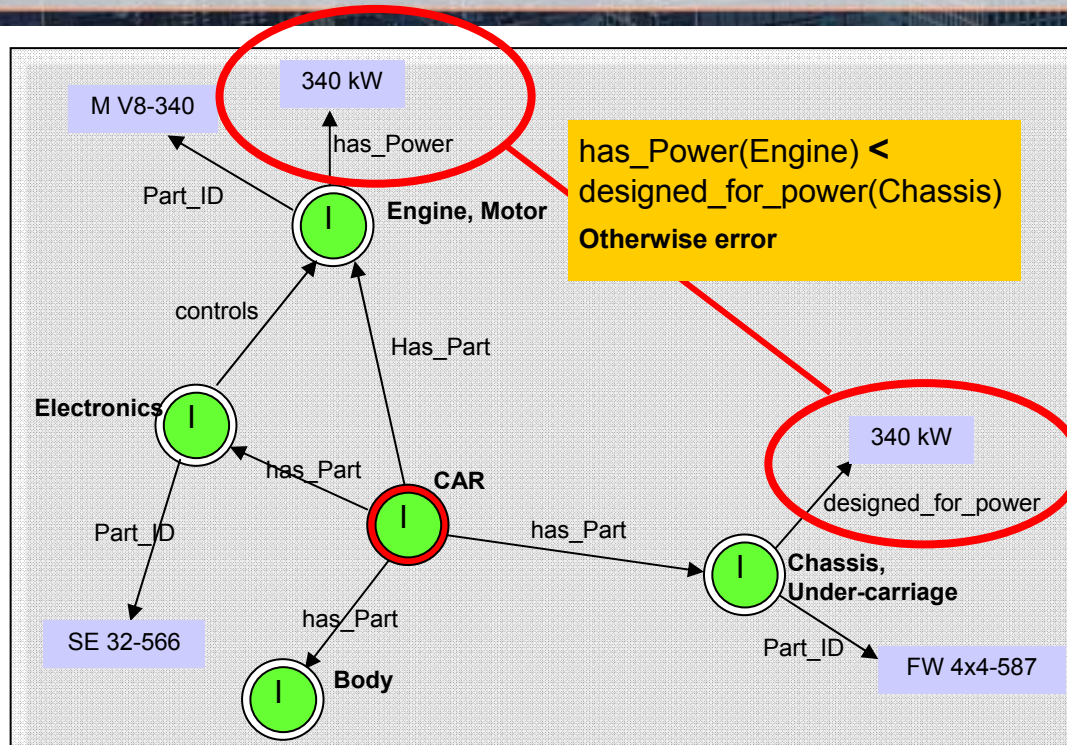 340 kW
M V8-340
has_Power
has_Power(Engine) <
designed_for_power(Chassis)
Otherwise error
Part_ID
Engine, Motor
I
controls
Has_Part
Electronics
I
340 kW
has_Part
CAR
designed_for_power
I
Part_ID
has_Part
Chassis,
Under-carriage
I
has_Part
SE 32-566
Part_ID
FW 4x4-587
Body
I